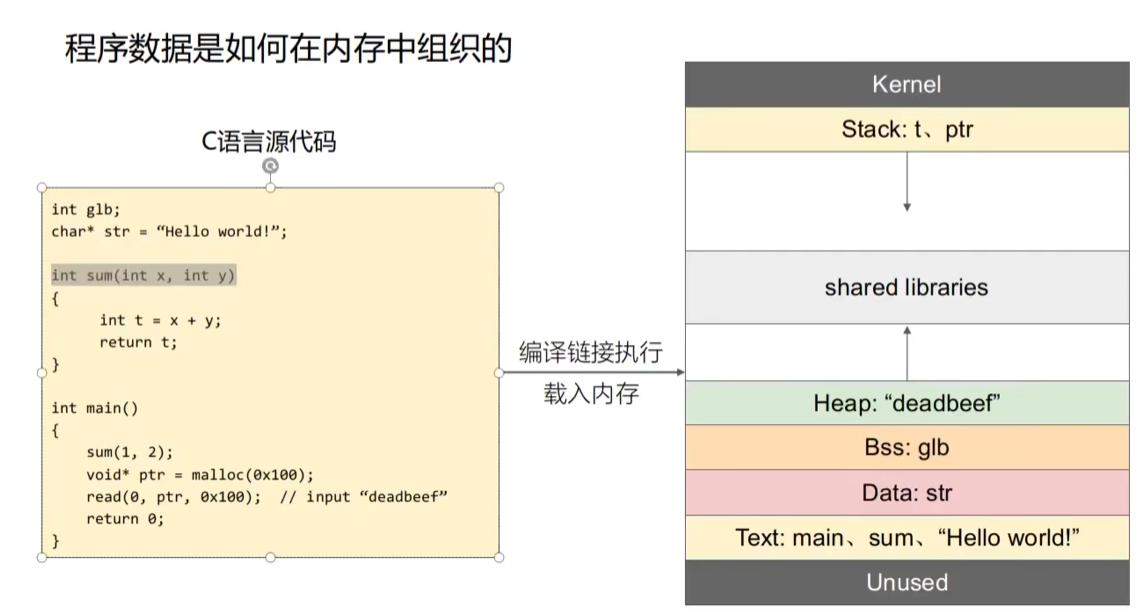 程序数据是如何在内存中组织的
C语言源代码
int glb;
char* str = “Hello world!”;
int sum(int x, int y)
{
int t = x + y;
return t;
}
int main()
{
sum(1, 2);
void* ptr = malloc(0x100);
read(0, ptr, 0x100);  // input “deadbeef”
return 0;
}
编译链接执行
载入内存
Kernel
Stack: t、ptr
shared libraries
Heap: “deadbeef”
Bss: glb
Data: str
Text: main、sum、“Hello world!”
Unused